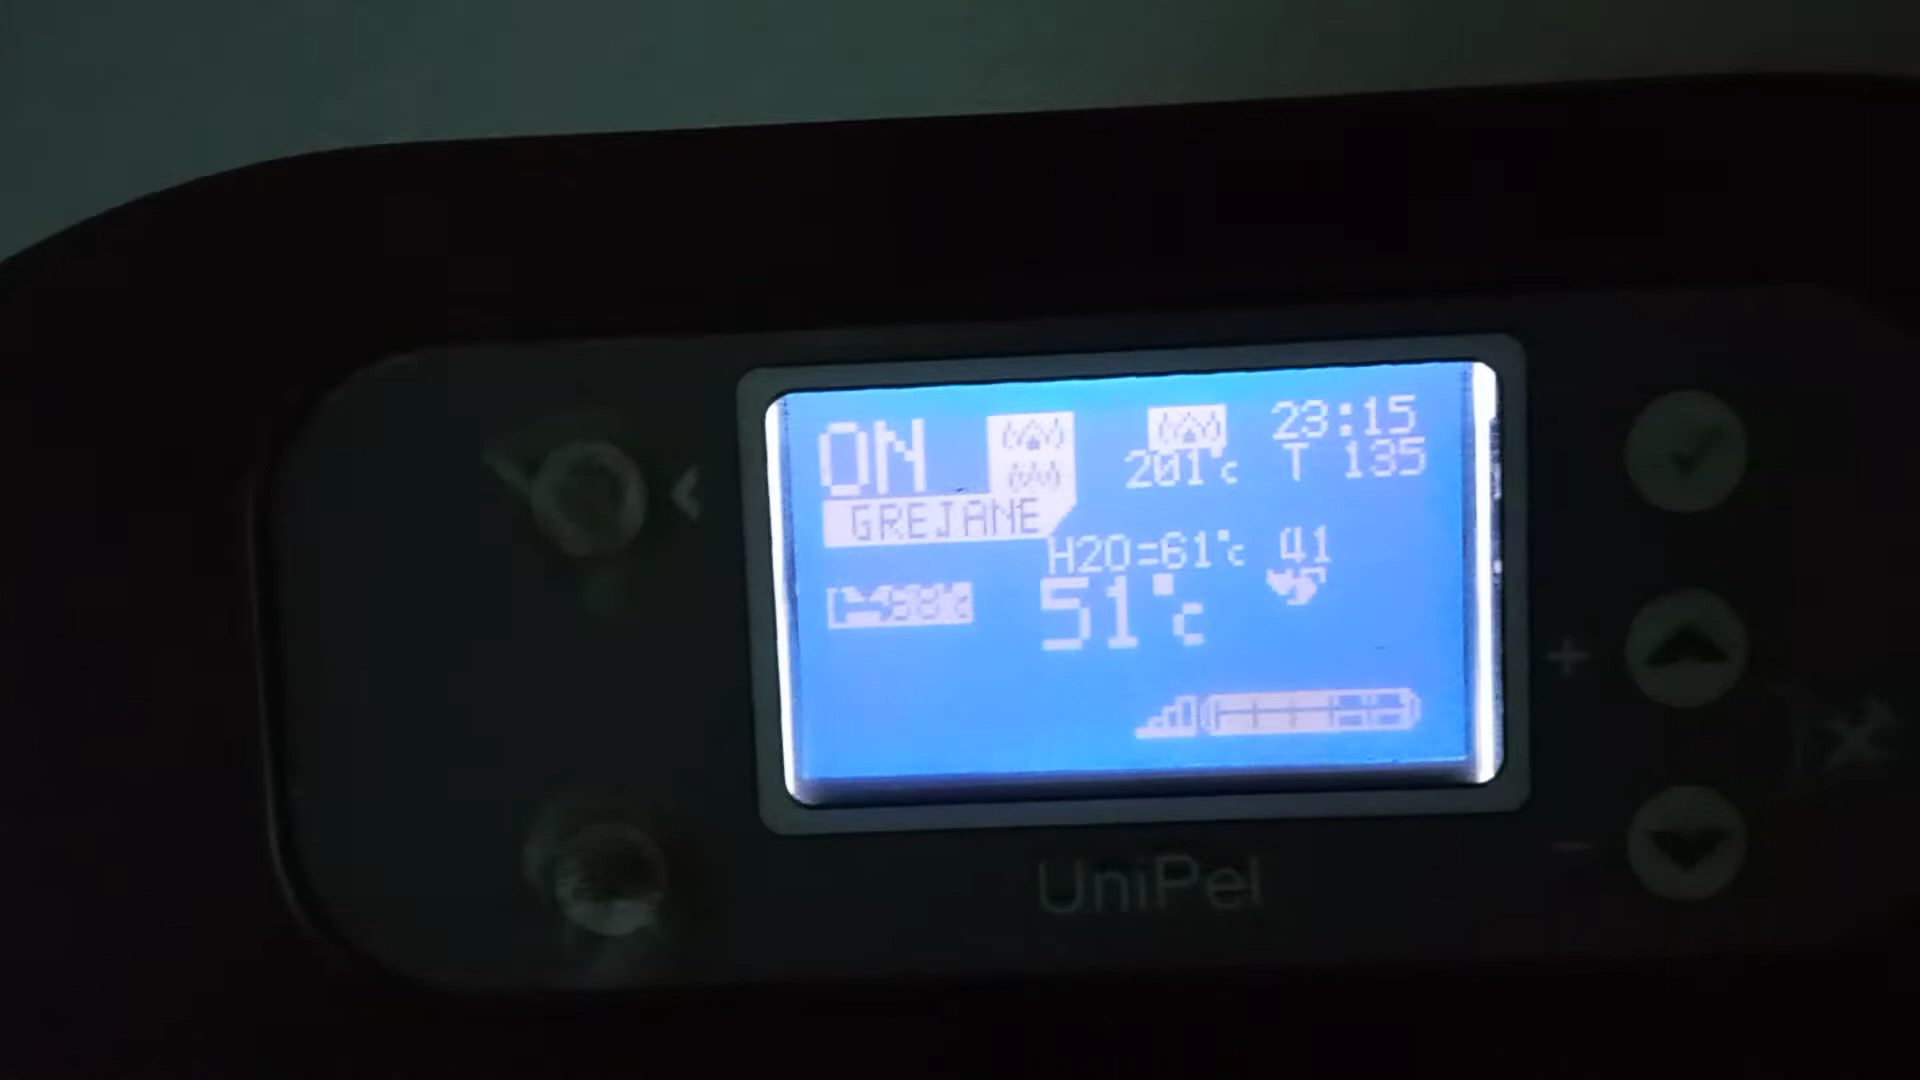 ON
201°c
23:15
T 135
GREJANE
H2O=61°c
41
51°c
+
-
UniPel